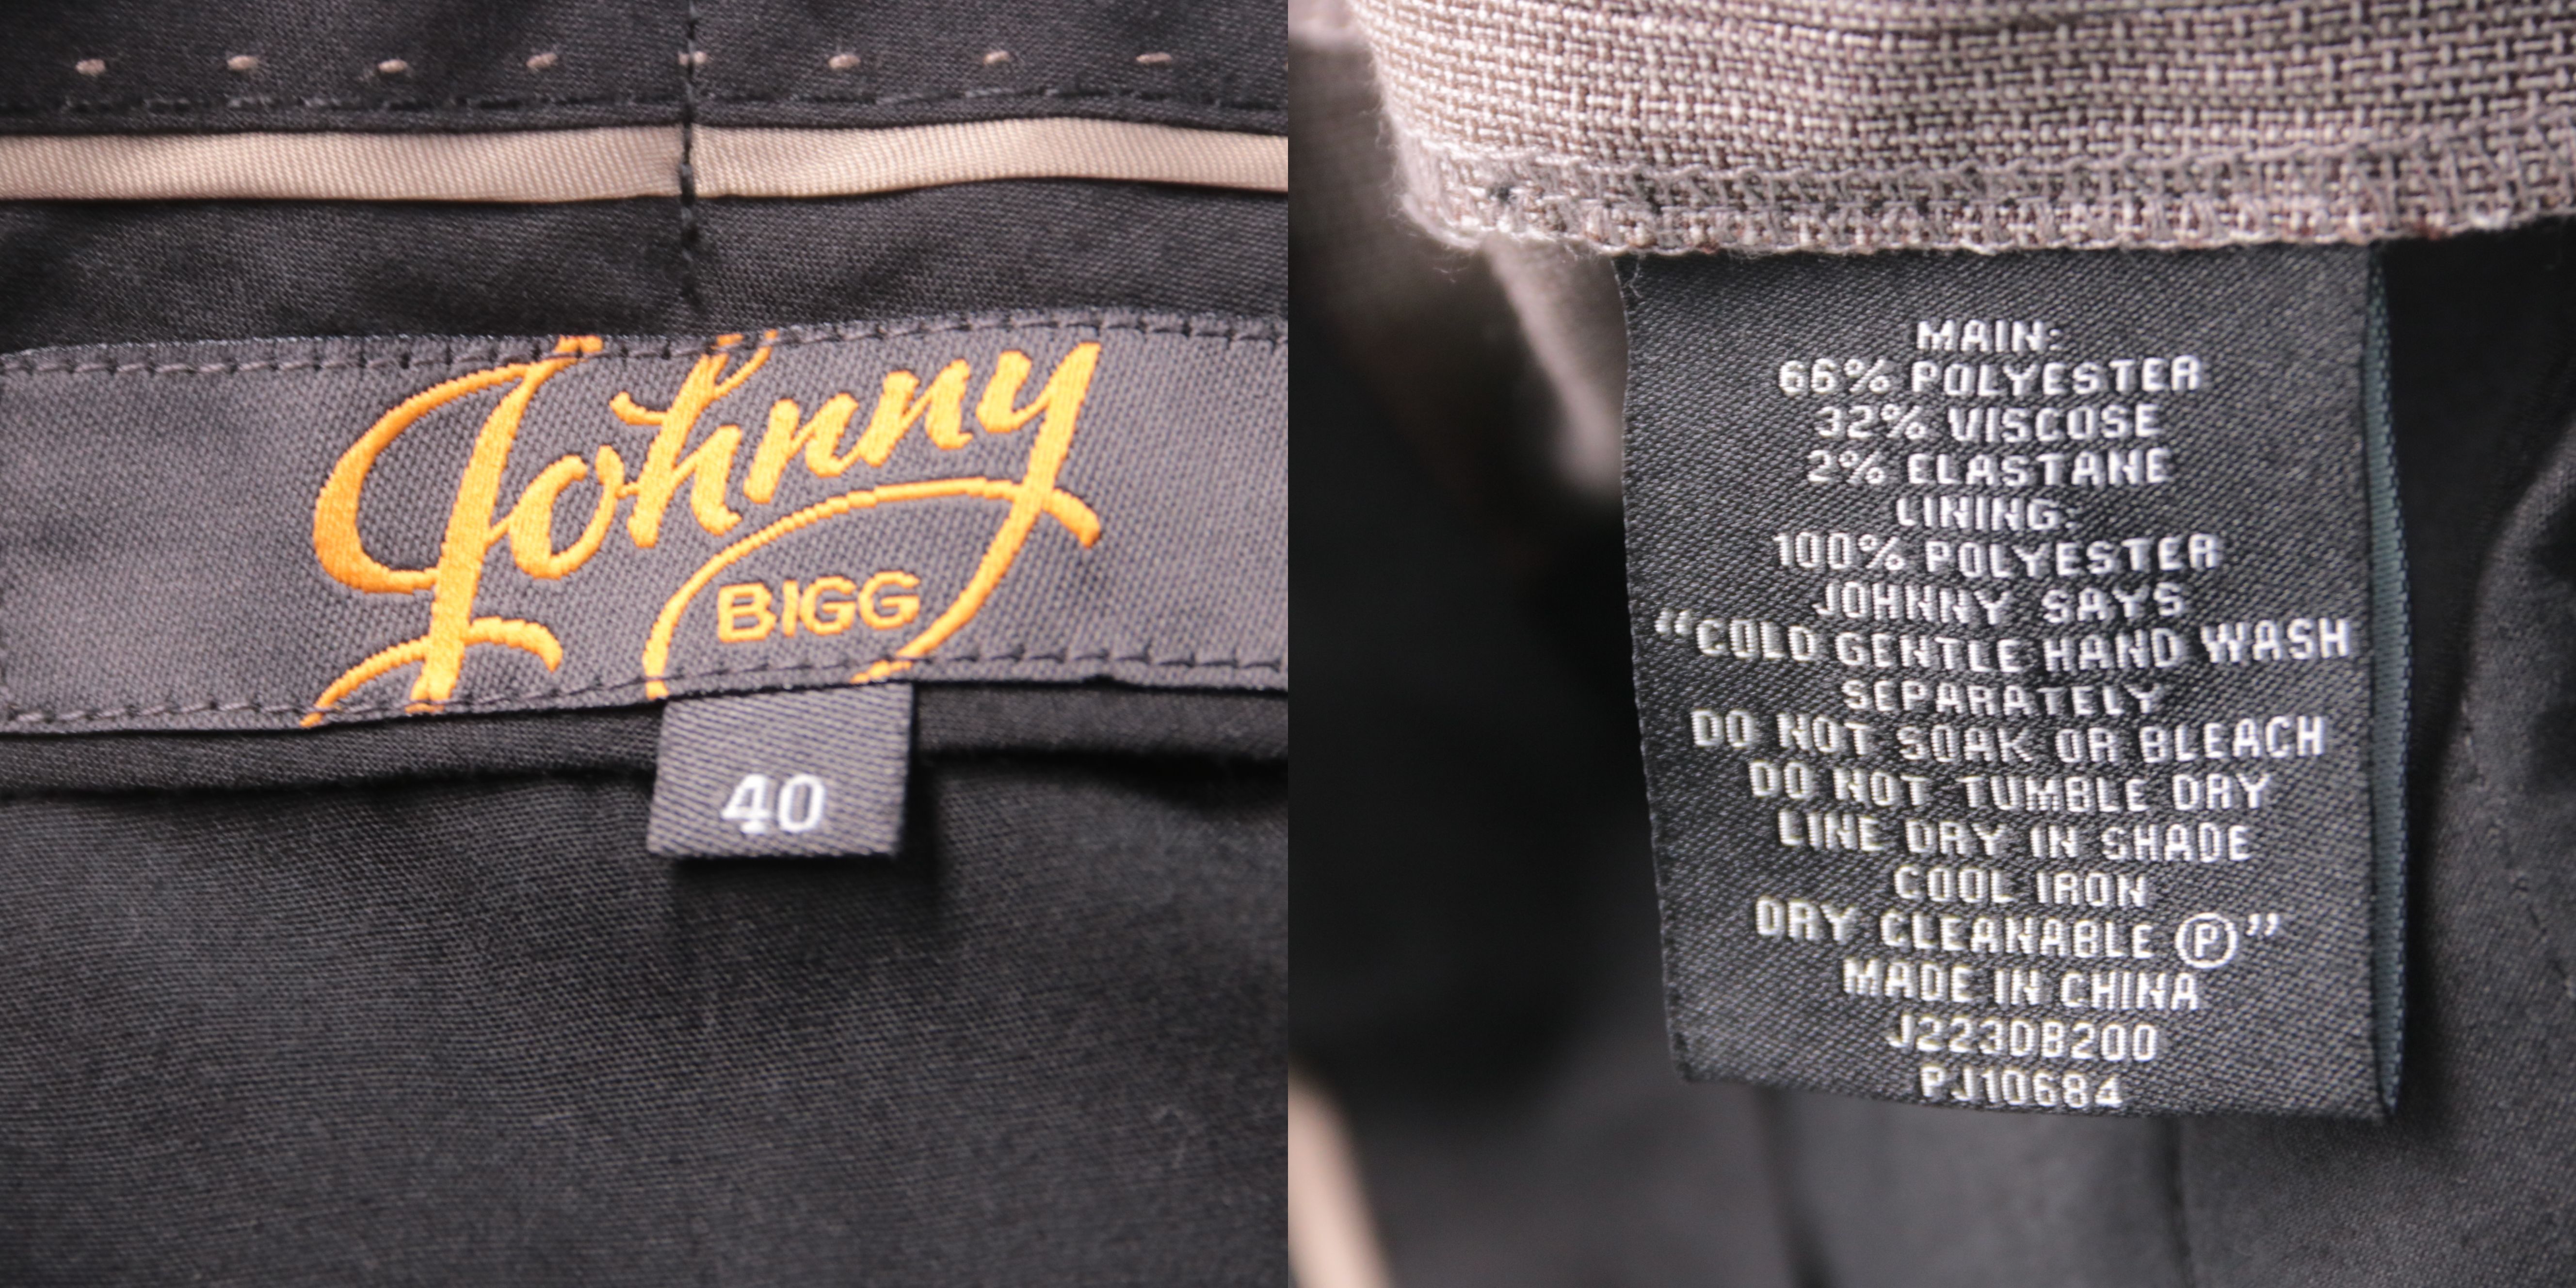 Johnny
BIGG
40
MAIN:
66% POLYESTER
32% VISCOSE
2% ELASTANE
LINING:
100% POLYESTER
JOHNNY SAYS
“COLD GENTLE HAND WASH
SEPARATELY
DO NOT SOAK OR BLEACH
DO NOT TUMBLE DRY
LINE DRY IN SHADE
COOL IRON
DRY CLEANABLE Ⓟ”
MADE IN CHINA
J223DB200
PJ10684